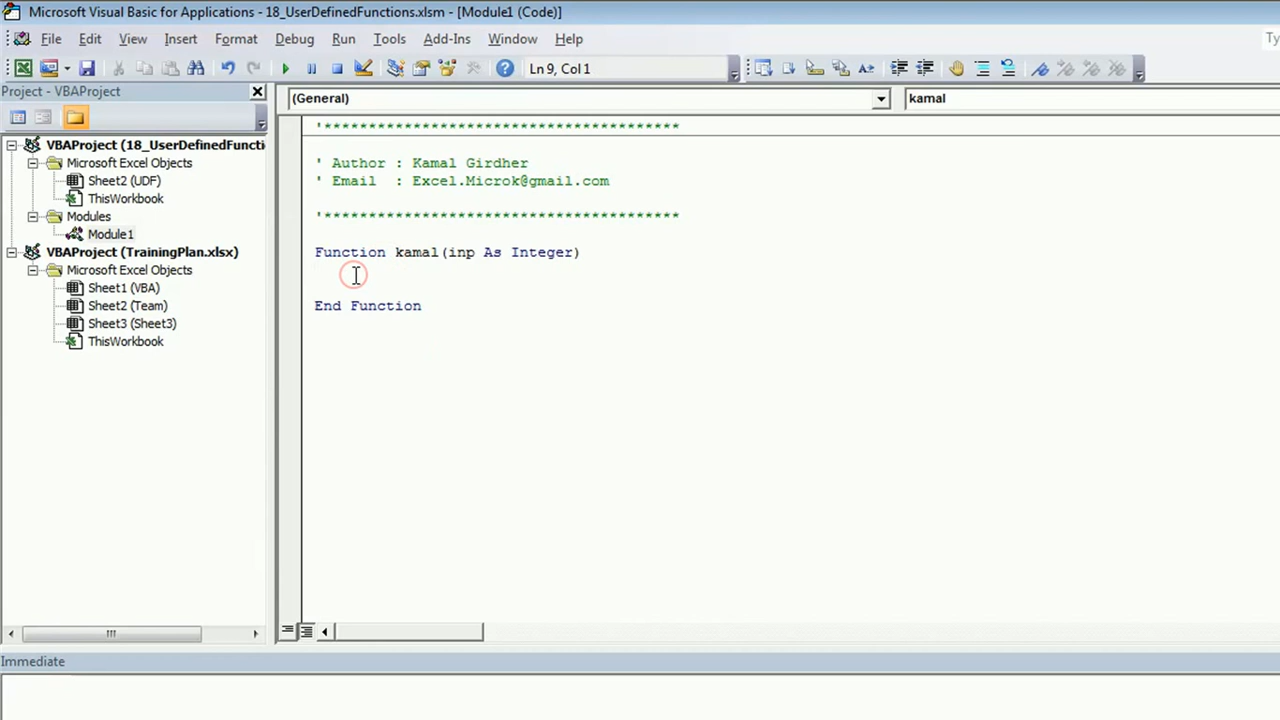 Microsoft Visual Basic for Applications - 18_UserDefinedFunctions.xlsm - [Module1 (Code)]
File Edit View Insert Format Debug Run Tools Add-Ins Window Help
Ty
Ln 9, Col 1
Project - VBAProject
(General)
kamal
VBAProject (18_UserDefinedFuncti
Microsoft Excel Objects
Sheet2 (UDF)
ThisWorkbook
Modules
Module1
VBAProject (TrainingPlan.xlsx)
Microsoft Excel Objects
Sheet1 (VBA)
Sheet2 (Team)
Sheet3 (Sheet3)
ThisWorkbook
'****************************************
' Author : Kamal Girdher
' Email  : Excel.Microk@gmail.com
'****************************************
Function kamal(inp As Integer)
End Function
Immediate